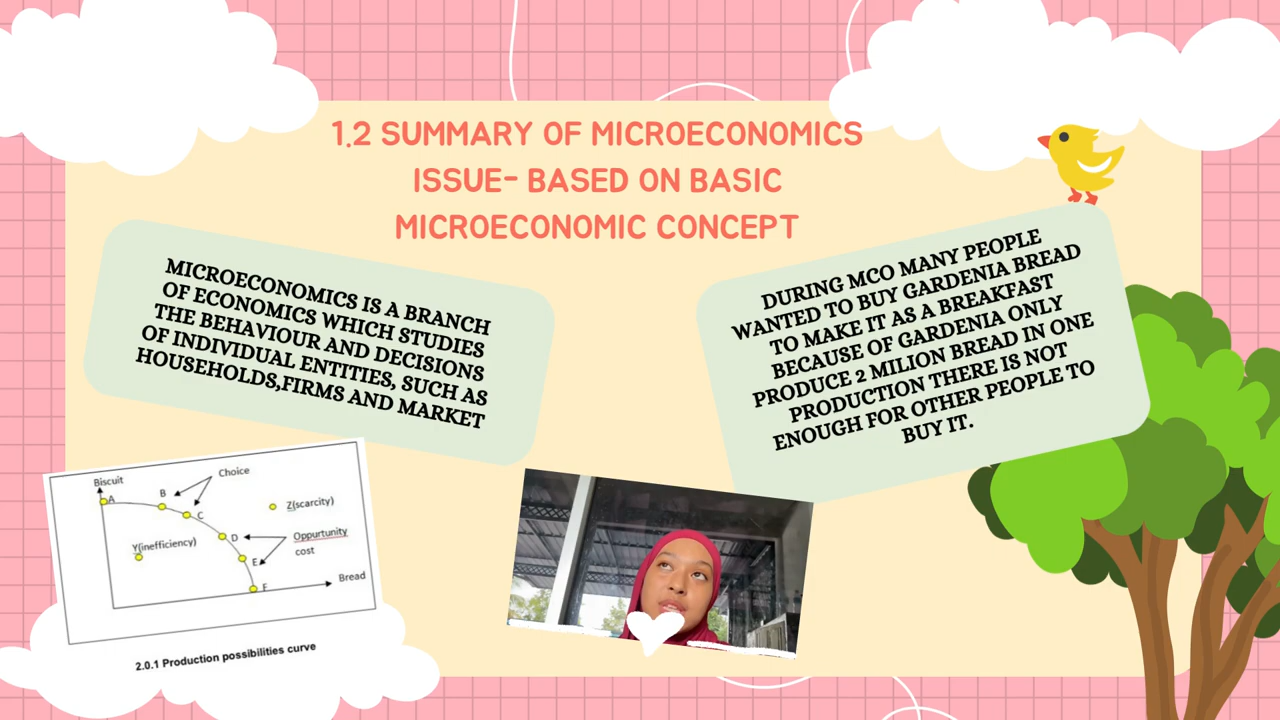 1.2 SUMMARY OF MICROECONOMICS
ISSUE- BASED ON BASIC
MICROECONOMIC CONCEPT
MICROECONOMICS IS A BRANCH
OF ECONOMICS WHICH STUDIES
THE BEHAVIOUR AND DECISIONS
OF INDIVIDUAL ENTITIES, SUCH AS
HOUSEHOLDS,FIRMS AND MARKET
DURING MCO MANY PEOPLE
WANTED TO BUY GARDENIA BREAD
TO MAKE IT AS A BREAKFAST
BECAUSE OF GARDENIA ONLY
PRODUCE 2 MILION BREAD IN ONE
PRODUCTION THERE IS NOT
ENOUGH FOR OTHER PEOPLE TO
BUY IT.
Biscuit
A
B
Choice
C
Z(scarcity)
Y(inefficiency)
D
Oppurtunity
cost
E
F
Bread
2.0.1 Production possibilities curve